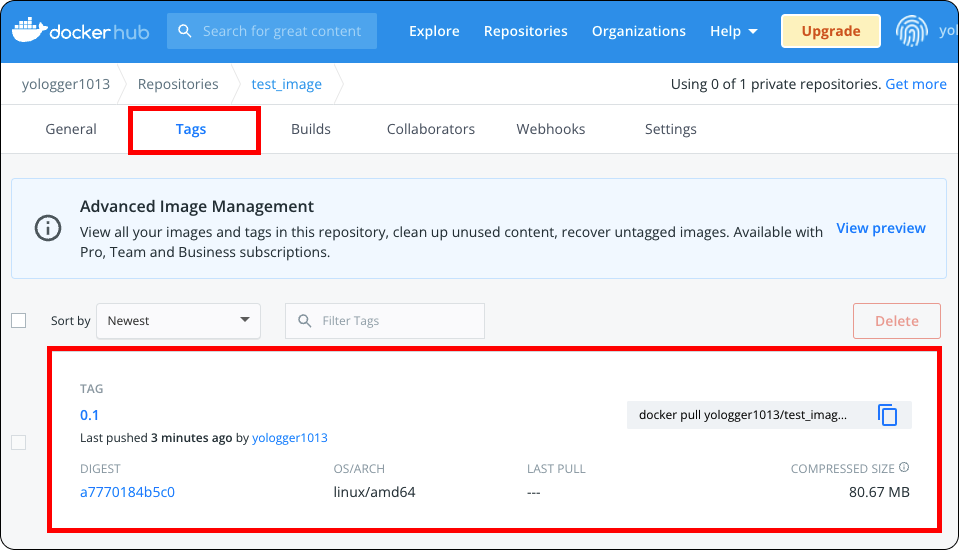 docker hub
Search for great content
Explore
Repositories
Organizations
Help
Upgrade
yol
yologger1013
Repositories
test_image
Using 0 of 1 private repositories. Get more
General
Tags
Builds
Collaborators
Webhooks
Settings
Advanced Image Management
View all your images and tags in this repository, clean up unused content, recover untagged images. Available with
Pro, Team and Business subscriptions.
View preview
Sort by
Newest
Filter Tags
Delete
TAG
0.1
Last pushed 3 minutes ago by yologger1013
docker pull yologger1013/test_imag...
DIGEST
OS/ARCH
LAST PULL
COMPRESSED SIZE
a7770184b5c0
linux/amd64
---
80.67 MB